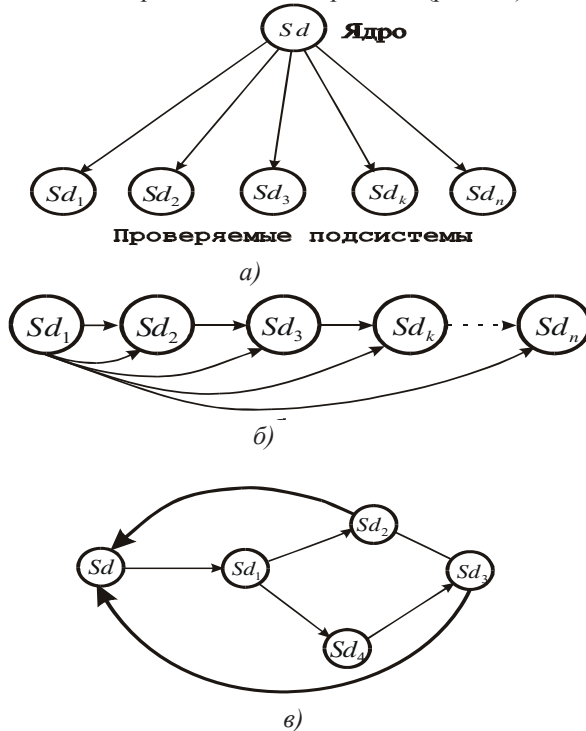 Sd Ядро
Sd₁ Sd₂ Sd₃ Sdₖ Sdₙ
Проверяемые подсистемы
а)
Sd₁ Sd₂ Sd₃ Sdₖ Sdₙ
б)
Sd₂
Sd Sd₁ Sd₃
Sd₄
в)